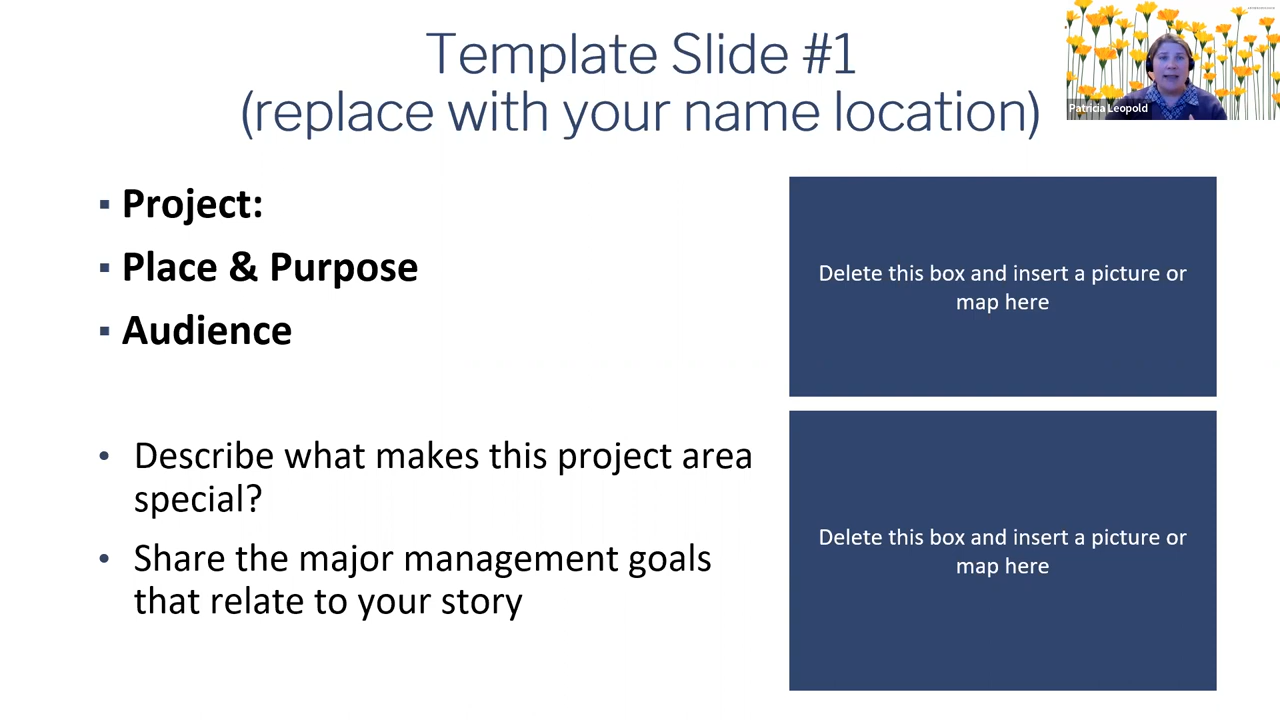 Template Slide #1
(replace with your name location)
Patricia Leopold
▪ Project:
▪ Place & Purpose
▪ Audience
• Describe what makes this project area
special?
• Share the major management goals
that relate to your story
Delete this box and insert a picture or
map here
Delete this box and insert a picture or
map here